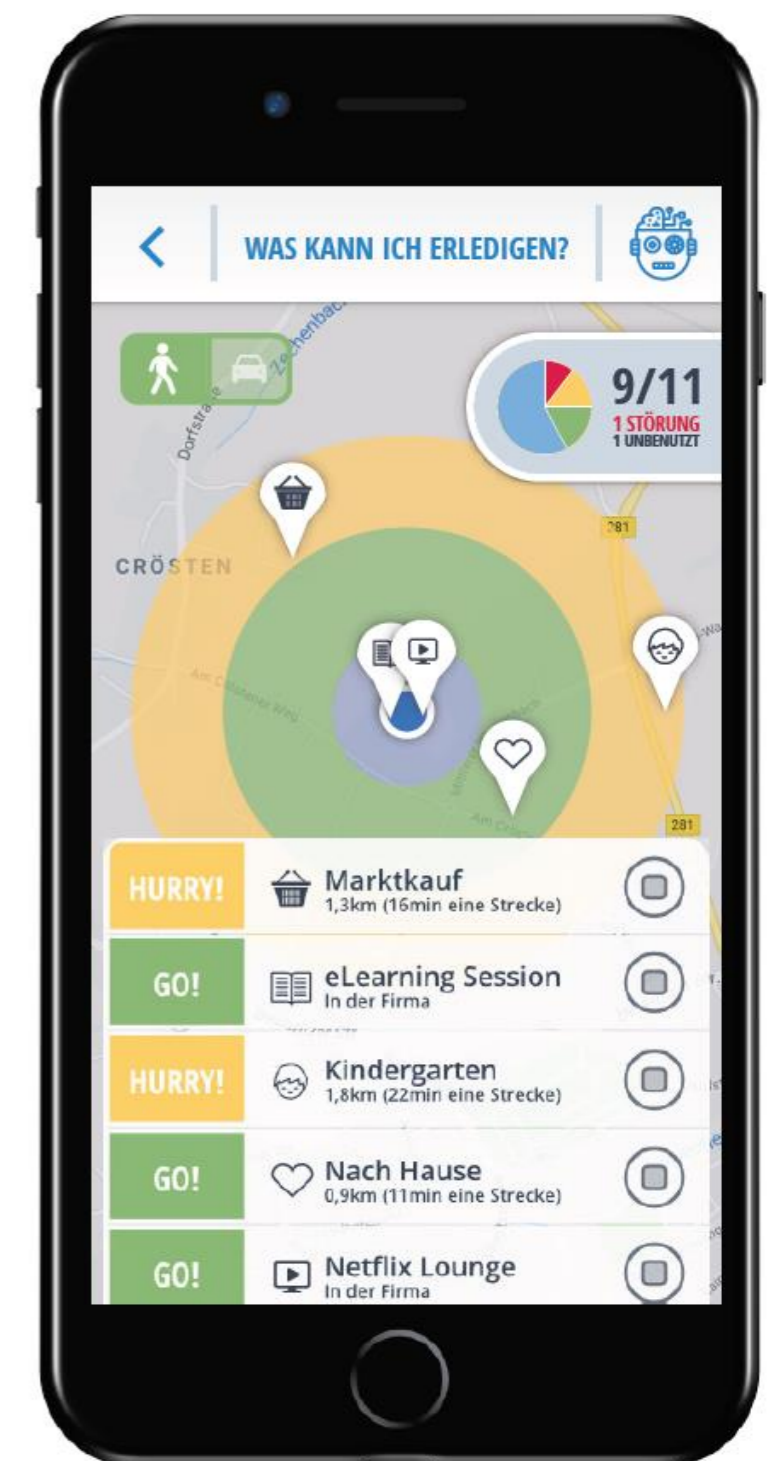 WAS KANN ICH ERLEDIGEN?
Zechenbach
Dorfstraße
9/11
1 STÖRUNG
1 UNBENUTZT
281
CRÖSTEN
281
HURRY!
Marktkauf
1,3km (16min eine Strecke)
GO!
eLearning Session
In der Firma
HURRY!
Kindergarten
1,8km (22min eine Strecke)
GO!
Nach Hause
0,9km (11min eine Strecke)
GO!
Netflix Lounge
In der Firma